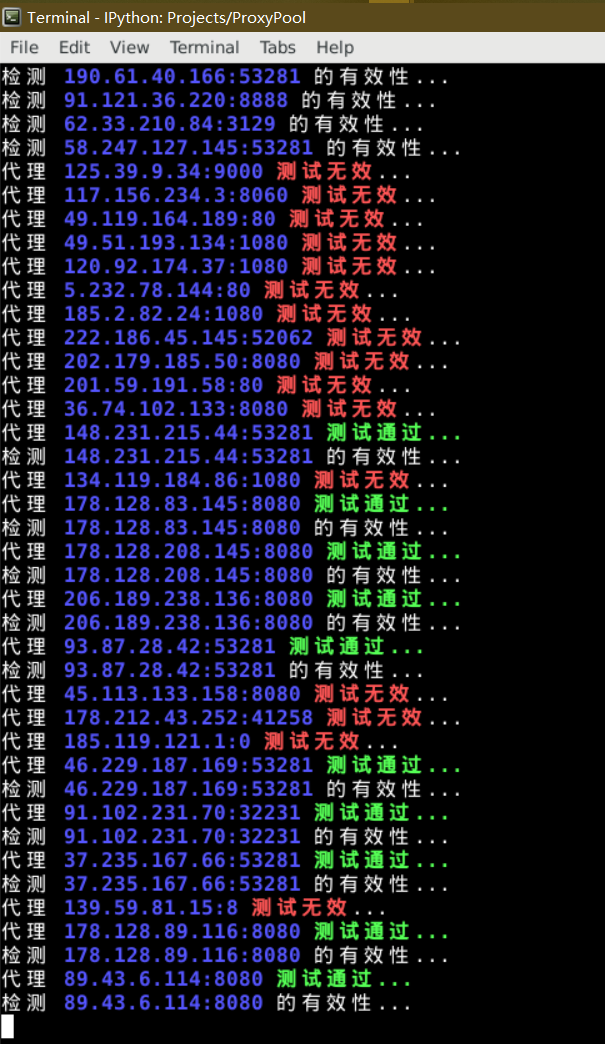 Terminal - IPython: Projects/ProxyPool
File Edit View Terminal Tabs Help
检测 190.61.40.166:53281 的有效性...
检测 91.121.36.220:8888 的有效性...
检测 62.33.210.84:3129 的有效性...
检测 58.247.127.145:53281 的有效性...
代理 125.39.9.34:9000 测试无效...
代理 117.156.234.3:8060 测试无效...
代理 49.119.164.189:80 测试无效...
代理 49.51.193.134:1080 测试无效...
代理 120.92.174.37:1080 测试无效...
代理 5.232.78.144:80 测试无效...
代理 185.2.82.24:1080 测试无效...
代理 222.186.45.145:52062 测试无效...
代理 202.179.185.50:8080 测试无效...
代理 201.59.191.58:80 测试无效...
代理 36.74.102.133:8080 测试无效...
代理 148.231.215.44:53281 测试通过...
检测 148.231.215.44:53281 的有效性...
代理 134.119.184.86:1080 测试无效...
代理 178.128.83.145:8080 测试通过...
检测 178.128.83.145:8080 的有效性...
代理 178.128.208.145:8080 测试通过...
检测 178.128.208.145:8080 的有效性...
代理 206.189.238.136:8080 测试通过...
检测 206.189.238.136:8080 的有效性...
代理 93.87.28.42:53281 测试通过...
检测 93.87.28.42:53281 的有效性...
代理 45.113.133.158:8080 测试无效...
代理 178.212.43.252:41258 测试无效...
代理 185.119.121.1:0 测试无效...
代理 46.229.187.169:53281 测试通过...
检测 46.229.187.169:53281 的有效性...
代理 91.102.231.70:32231 测试通过...
检测 91.102.231.70:32231 的有效性...
代理 37.235.167.66:53281 测试通过...
检测 37.235.167.66:53281 的有效性...
代理 139.59.81.15:8 测试无效...
代理 178.128.89.116:8080 测试通过...
检测 178.128.89.116:8080 的有效性...
代理 89.43.6.114:8080 测试通过...
检测 89.43.6.114:8080 的有效性...